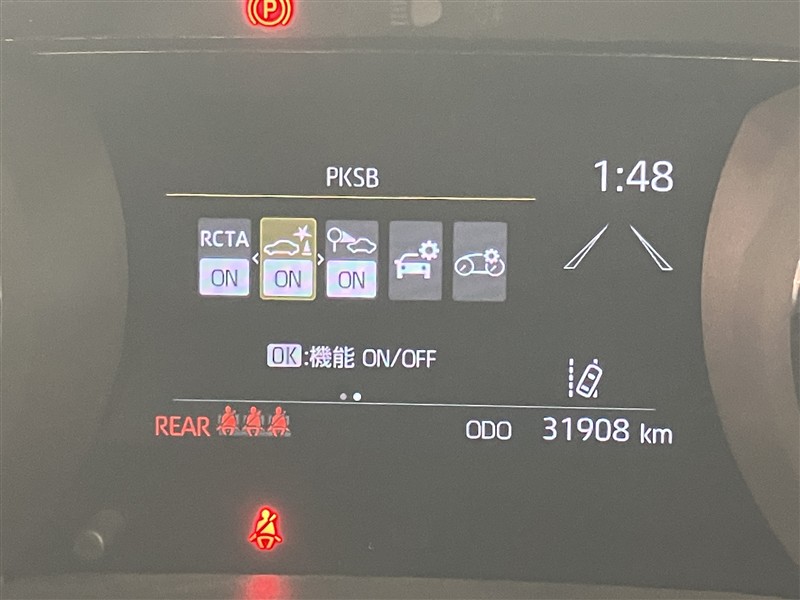 P
PKSB
1:48
RCTA
ON ON ON
OK:機能 ON/OFF
REAR
ODO 31908 km